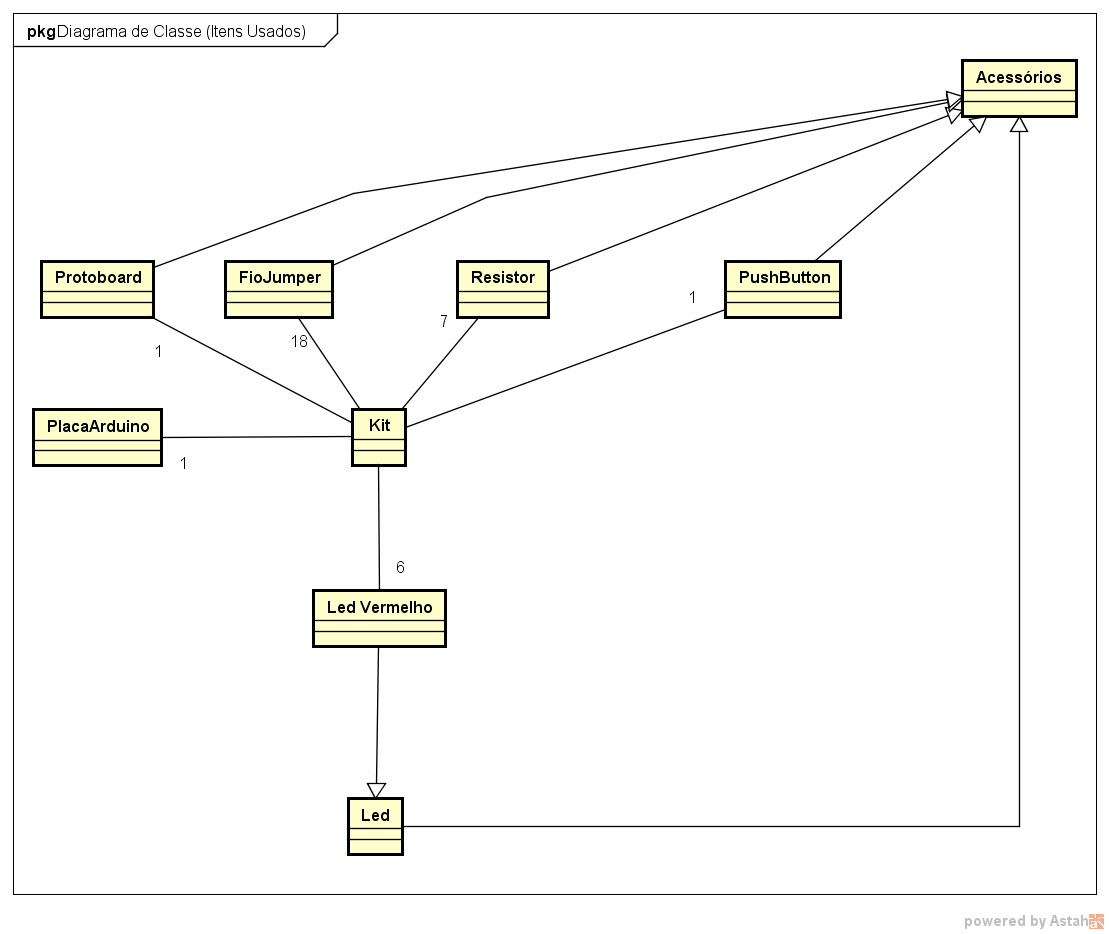 pkg Diagrama de Classe (Itens Usados)
Acessórios
Protoboard
FioJumper
Resistor
PushButton
1
7
18
1
PlacaArduino
Kit
1
6
Led Vermelho
Led
powered by Astah